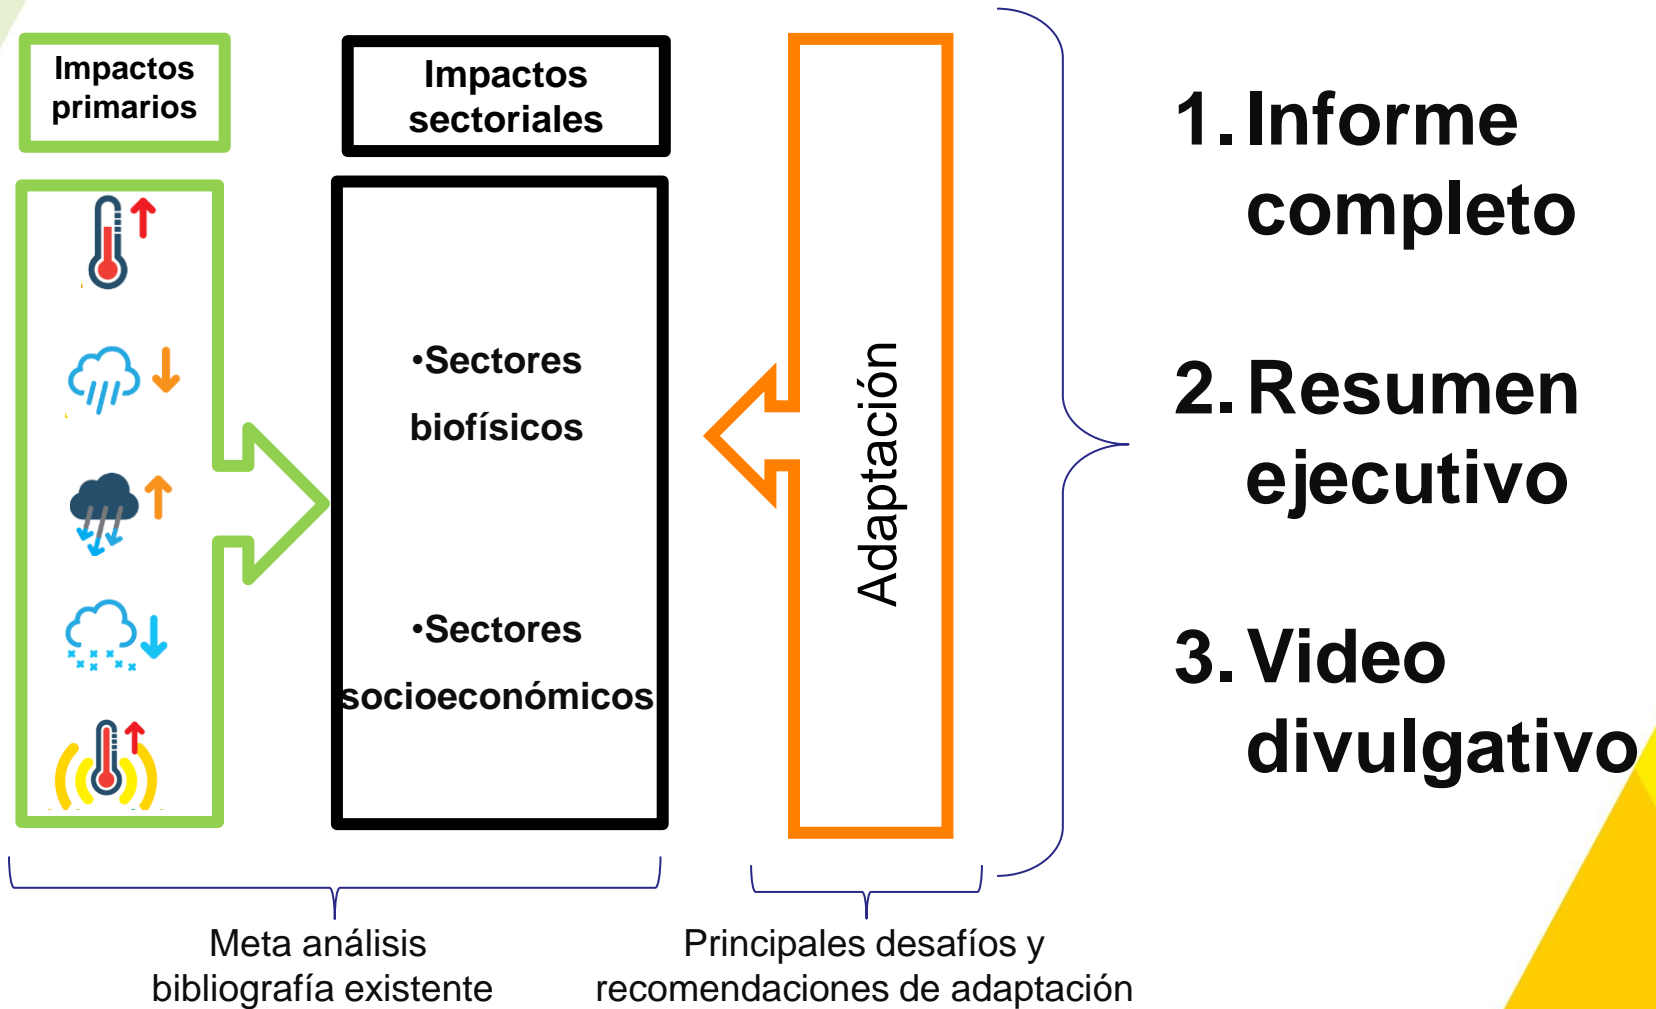 Impactos
primarios
Impactos
sectoriales
•Sectores
biofísicos
•Sectores
socioeconómicos
Adaptación
Meta análisis
bibliografía existente
Principales desafíos y
recomendaciones de adaptación
1. Informe
completo
2. Resumen
ejecutivo
3. Video
divulgativo